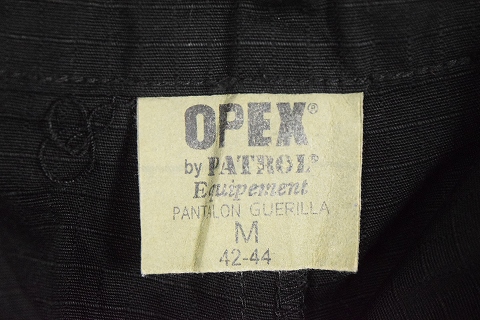 OPEX®
by PATROL®
Equipement
PANTALON GUERILLA
M
42-44